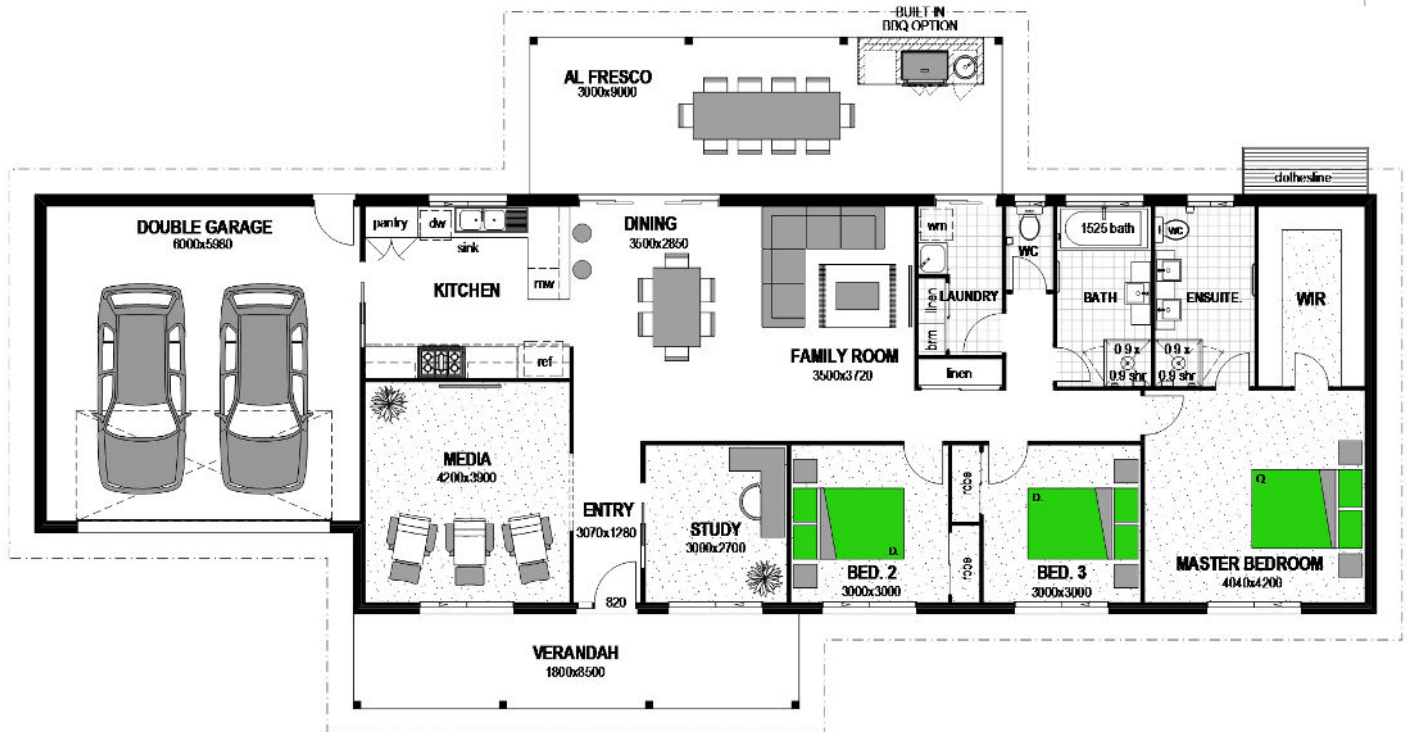 BUILT IN
BBQ OPTION
AL FRESCO
3000x9000
clothesline
DOUBLE GARAGE
6000x5980
pantry
dw
sink
mw
KITCHEN
ref
DINING
3500x2850
FAMILY ROOM
3500x3720
wm
LAUNDRY
linen
brm
linen
WC
1525 bath
BATH
0.9 x
0.9 shr
wc
ENSUITE.
0.9 x
0.9 shr
WIR
MEDIA
4200x3900
ENTRY
3070x1280
820
STUDY
3000x2700
BED. 2
3000x3000
D.
robe
robe
BED. 3
3000x3000
D.
MASTER BEDROOM
4040x4200
Q
VERANDAH
1800x8500